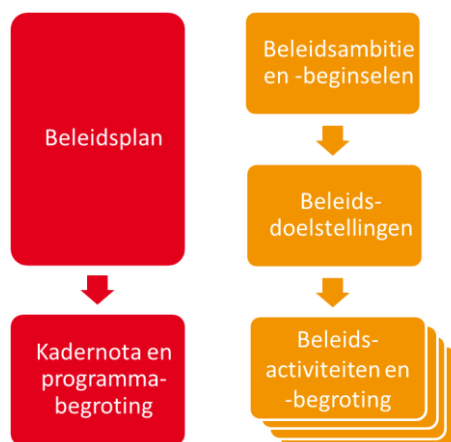 Beleidsplan
Kadernota en
programma-
begroting
Beleidsambitie
en -beginselen
Beleids-
doelstellingen
Beleids-
activiteiten en
-begroting